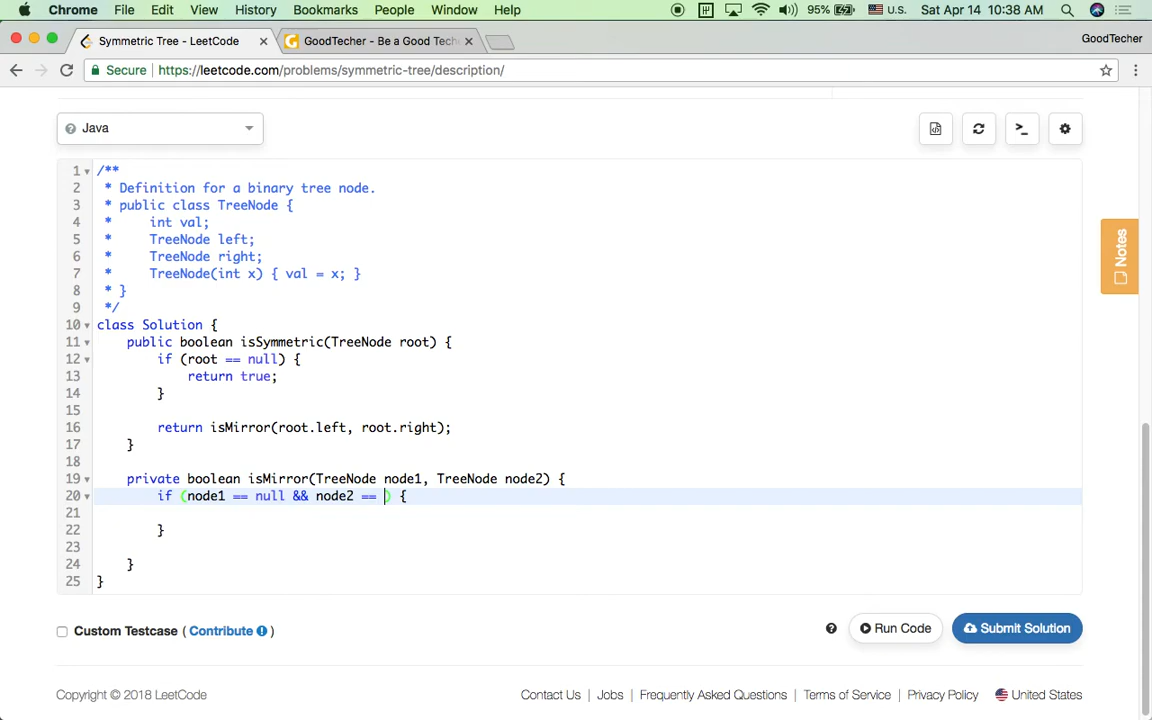 Chrome File Edit View History Bookmarks People Window Help 95% U.S. Sat Apr 14 10:38 AM
Symmetric Tree - LeetCode GoodTecher - Be a Good Tech GoodTecher
Secure https://leetcode.com/problems/symmetric-tree/description/
Java
1 /**
2 * Definition for a binary tree node.
3 * public class TreeNode {
4 * int val;
5 * TreeNode left;
6 * TreeNode right;
7 * TreeNode(int x) { val = x; }
8 * }
9 */
10 class Solution {
11 public boolean isSymmetric(TreeNode root) {
12 if (root == null) {
13 return true;
14 }
15
16 return isMirror(root.left, root.right);
17 }
18
19 private boolean isMirror(TreeNode node1, TreeNode node2) {
20 if (node1 == null && node2 == ) {
21
22 }
23
24 }
25 }
Notes
Custom Testcase ( Contribute ) Run Code Submit Solution
Copyright © 2018 LeetCode Contact Us | Jobs | Frequently Asked Questions | Terms of Service | Privacy Policy United States